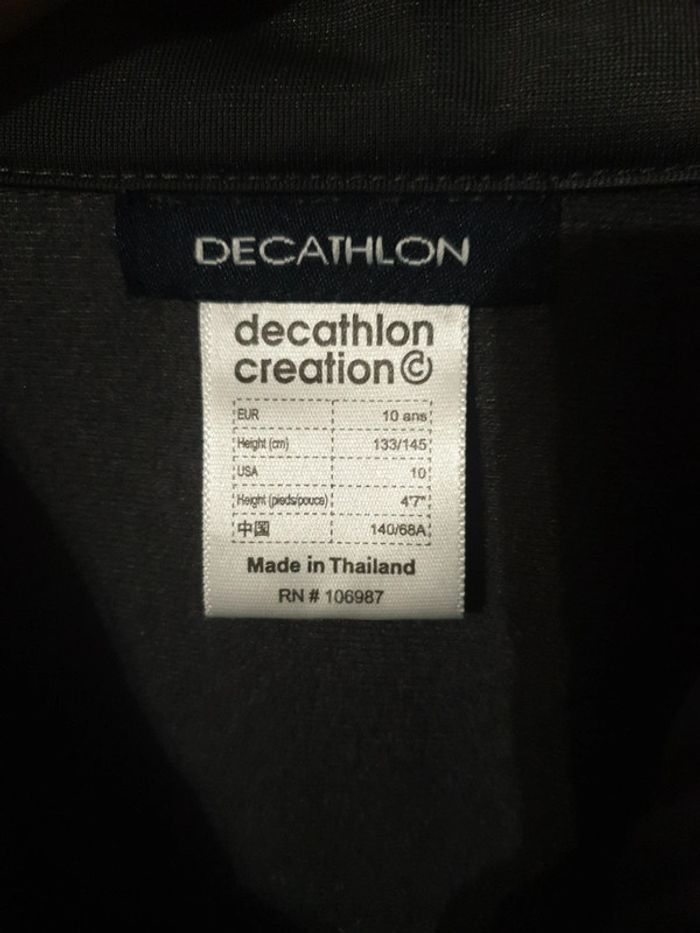 DECATHLON
decathlon
creation©
EUR 10 ans
Height (cm) 133/145
USA 10
Height (pieds/pouce) 4'7"
中国 140/68A
Made in Thailand
RN # 106987